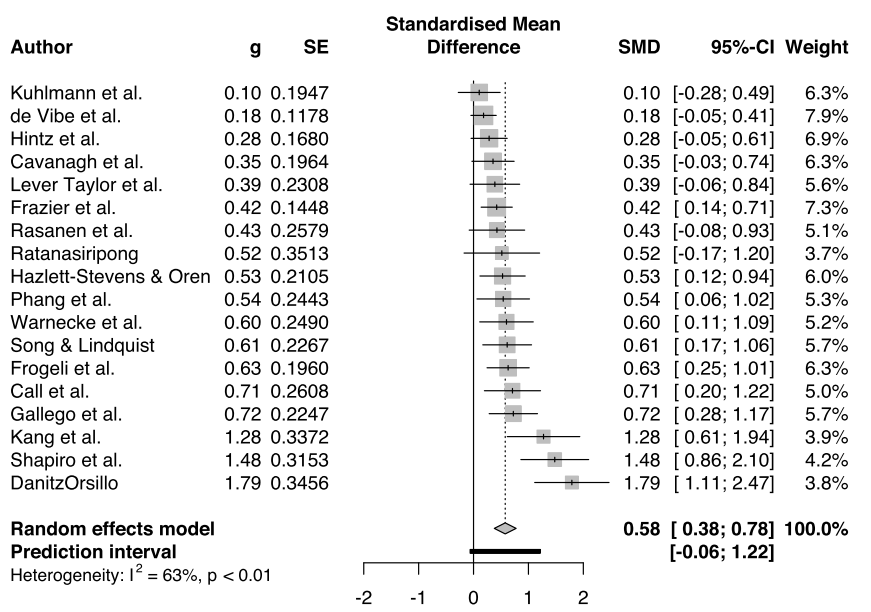 Standardised Mean
Author g SE Difference SMD 95%-CI Weight
Kuhlmann et al. 0.10 0.1947 0.10 [-0.28; 0.49] 6.3%
de Vibe et al. 0.18 0.1178 0.18 [-0.05; 0.41] 7.9%
Hintz et al. 0.28 0.1680 0.28 [-0.05; 0.61] 6.9%
Cavanagh et al. 0.35 0.1964 0.35 [-0.03; 0.74] 6.3%
Lever Taylor et al. 0.39 0.2308 0.39 [-0.06; 0.84] 5.6%
Frazier et al. 0.42 0.1448 0.42 [ 0.14; 0.71] 7.3%
Rasanen et al. 0.43 0.2579 0.43 [-0.08; 0.93] 5.1%
Ratanasiripong 0.52 0.3513 0.52 [-0.17; 1.20] 3.7%
Hazlett-Stevens & Oren 0.53 0.2105 0.53 [ 0.12; 0.94] 6.0%
Phang et al. 0.54 0.2443 0.54 [ 0.06; 1.02] 5.3%
Warnecke et al. 0.60 0.2490 0.60 [ 0.11; 1.09] 5.2%
Song & Lindquist 0.61 0.2267 0.61 [ 0.17; 1.06] 5.7%
Frogeli et al. 0.63 0.1960 0.63 [ 0.25; 1.01] 6.3%
Call et al. 0.71 0.2608 0.71 [ 0.20; 1.22] 5.0%
Gallego et al. 0.72 0.2247 0.72 [ 0.28; 1.17] 5.7%
Kang et al. 1.28 0.3372 1.28 [ 0.61; 1.94] 3.9%
Shapiro et al. 1.48 0.3153 1.48 [ 0.86; 2.10] 4.2%
DanitzOrsillo 1.79 0.3456 1.79 [ 1.11; 2.47] 3.8%
Random effects model 0.58 [ 0.38; 0.78] 100.0%
Prediction interval [-0.06; 1.22]
Heterogeneity: I² = 63%, p < 0.01
-2 -1 0 1 2